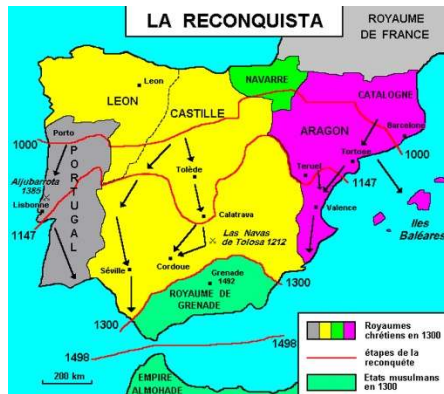 LA RECONQUISTA
ROYAUME
DE FRANCE
Leon
LEON
CASTILLE
NAVARRE
CATALOGNE
ARAGON
Barcelone
Porto
1000
1000
PORTUGAL
Aljubarrota
1385
Lisbonne
1147
Tolède
Teruel
Tortose
1147
Valence
Calatrava
Las Navas
de Tolosa 1212
Iles
Baléares
Séville
Cordoue
Grenade
1492
ROYAUME DE
GRENADE
1300
1300
1498
1498
200 km
EMPIRE
ALMOHADE
Royaumes
chrétiens en 1300
étapes de la
reconquête
Etats musulmans
en 1300